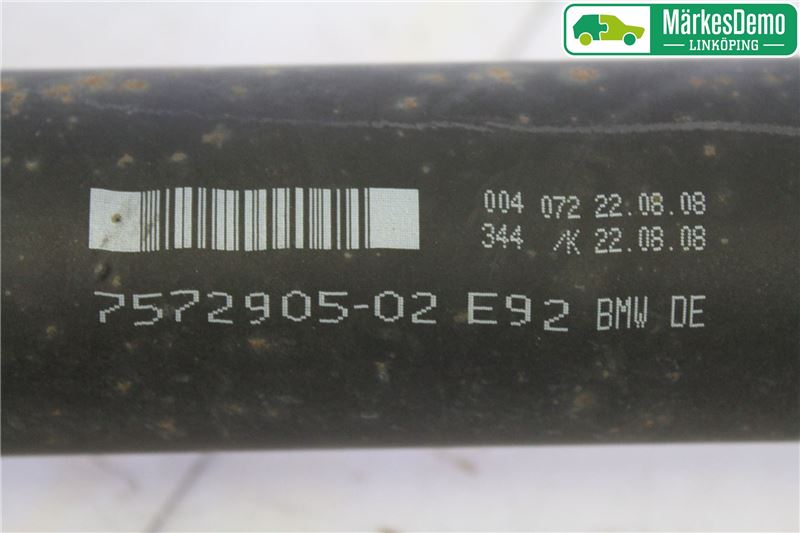 MärkesDemo
LINKÖPING
004 072 22.08.08
344 /K 22.08.08
7572905-02 E92 BMW DE